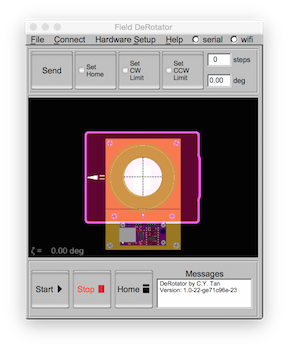 Field DeRotator
File Connect Hardware Setup Help serial wifi
Send
Set
Home
Set
CW
Limit
Set
CCW
Limit
0 steps
0.00 deg
ζ = 0.00 deg
Start
Stop
Home
Messages
DeRotator by C.Y. Tan
Version: 1.0-22-ge71c96e-23